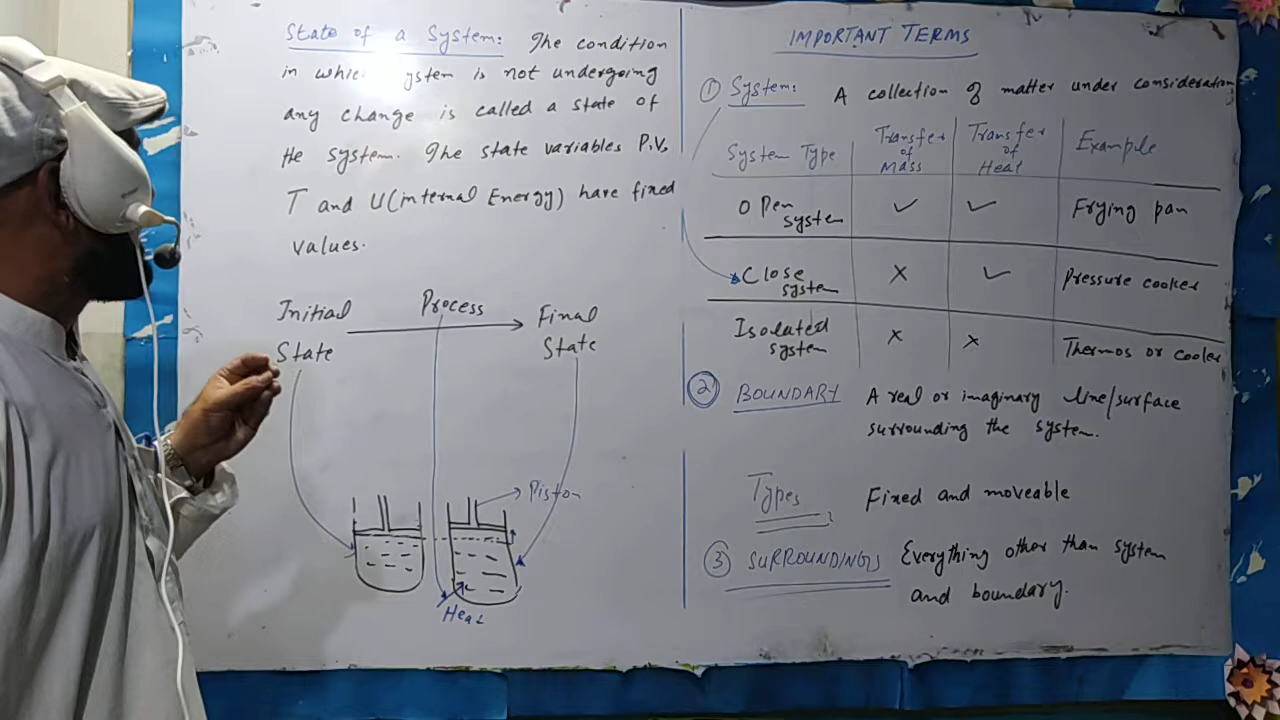 State of a System: The condition
in whic ystem is not undergoing
any change is called a state of
the system. The state variables P.V,
T and U (internal Energy) have fixed
values.
Initial State
Process
Final State
Piston
Heat
IMPORTANT TERMS
① System: A collection of matter under consideration
System Type Transfer of Mass Transfer of Heat Example
Open system ✓ ✓ Frying pan
Close system × ✓ Pressure cooker
Isolated system × × Thermos or cooler
② BOUNDARY A real or imaginary line/surface
surrounding the system.
Types Fixed and moveable
③ SURROUNDINGS Everything other than system
and boundary.